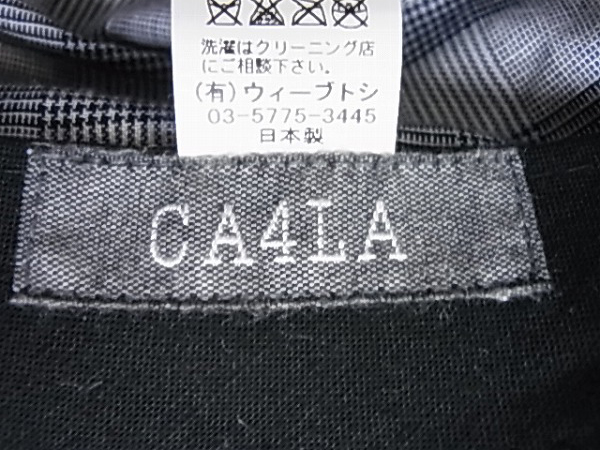 洗濯はクリーニング店
にご相談下さい。
(有)ウィーブトシ
03-5775-3445
日本製
CA4LA